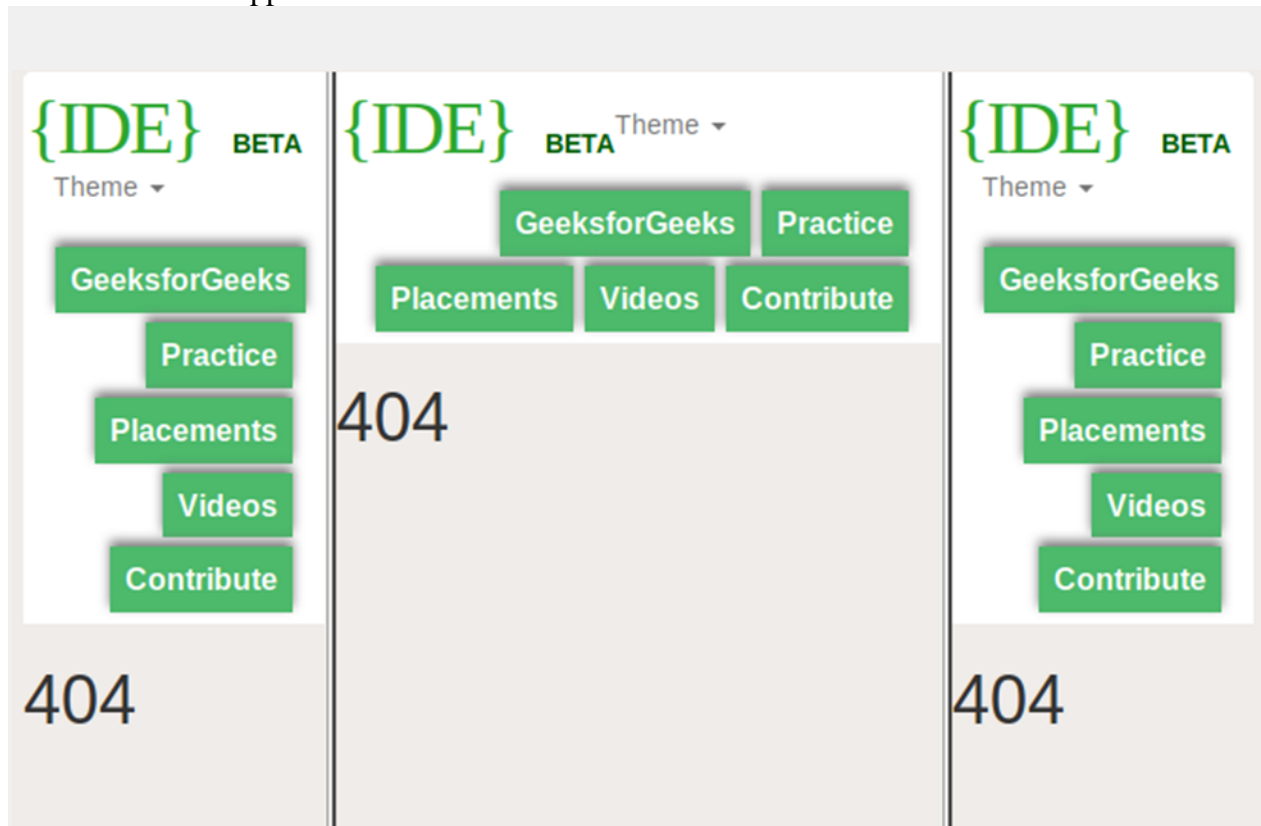 {IDE} BETA
Theme
GeeksforGeeks
Practice
Placements
Videos
Contribute
404
{IDE} BETA Theme
GeeksforGeeks Practice
Placements Videos Contribute
404
{IDE} BETA
Theme
GeeksforGeeks
Practice
Placements
Videos
Contribute
404